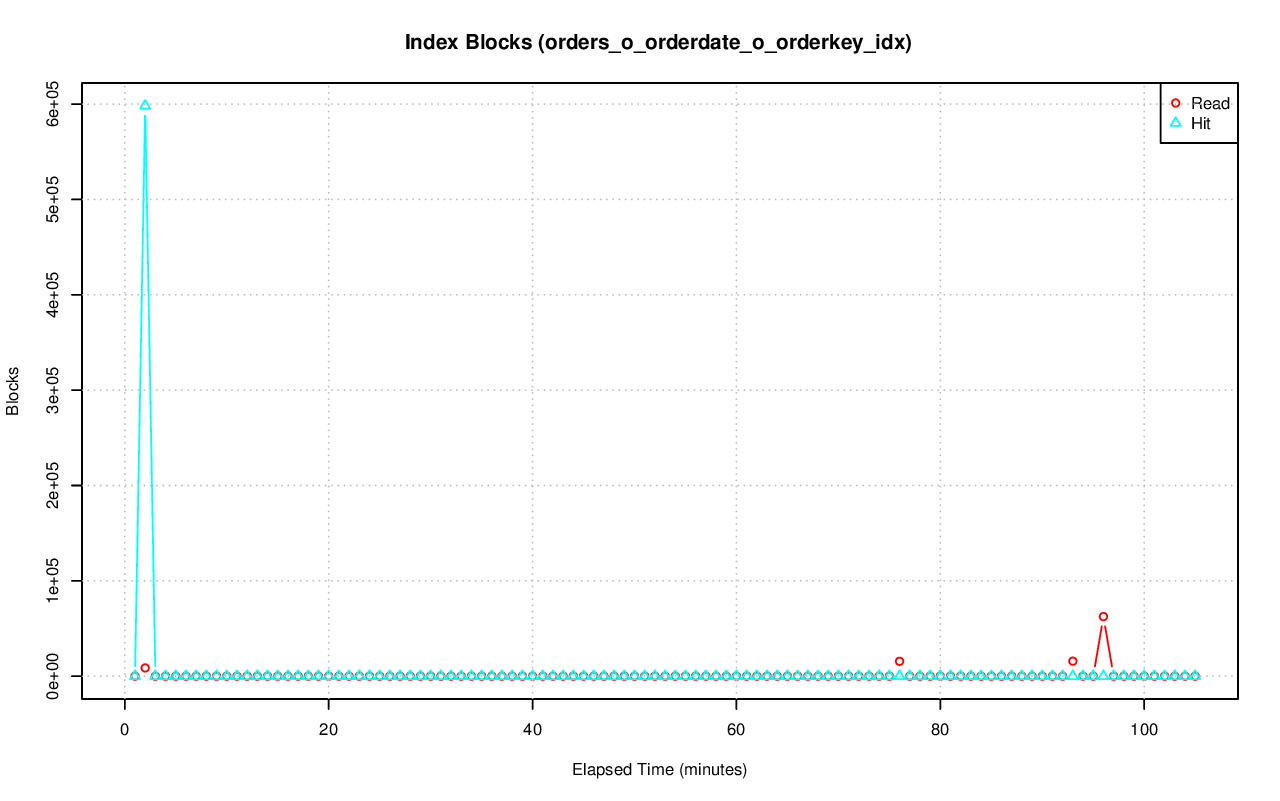 Index Blocks (orders_o_orderdate_o_orderkey_idx)
Read
Hit
6e+05
5e+05
4e+05
3e+05
2e+05
1e+05
0e+00
Blocks
0 20 40 60 80 100
Elapsed Time (minutes)